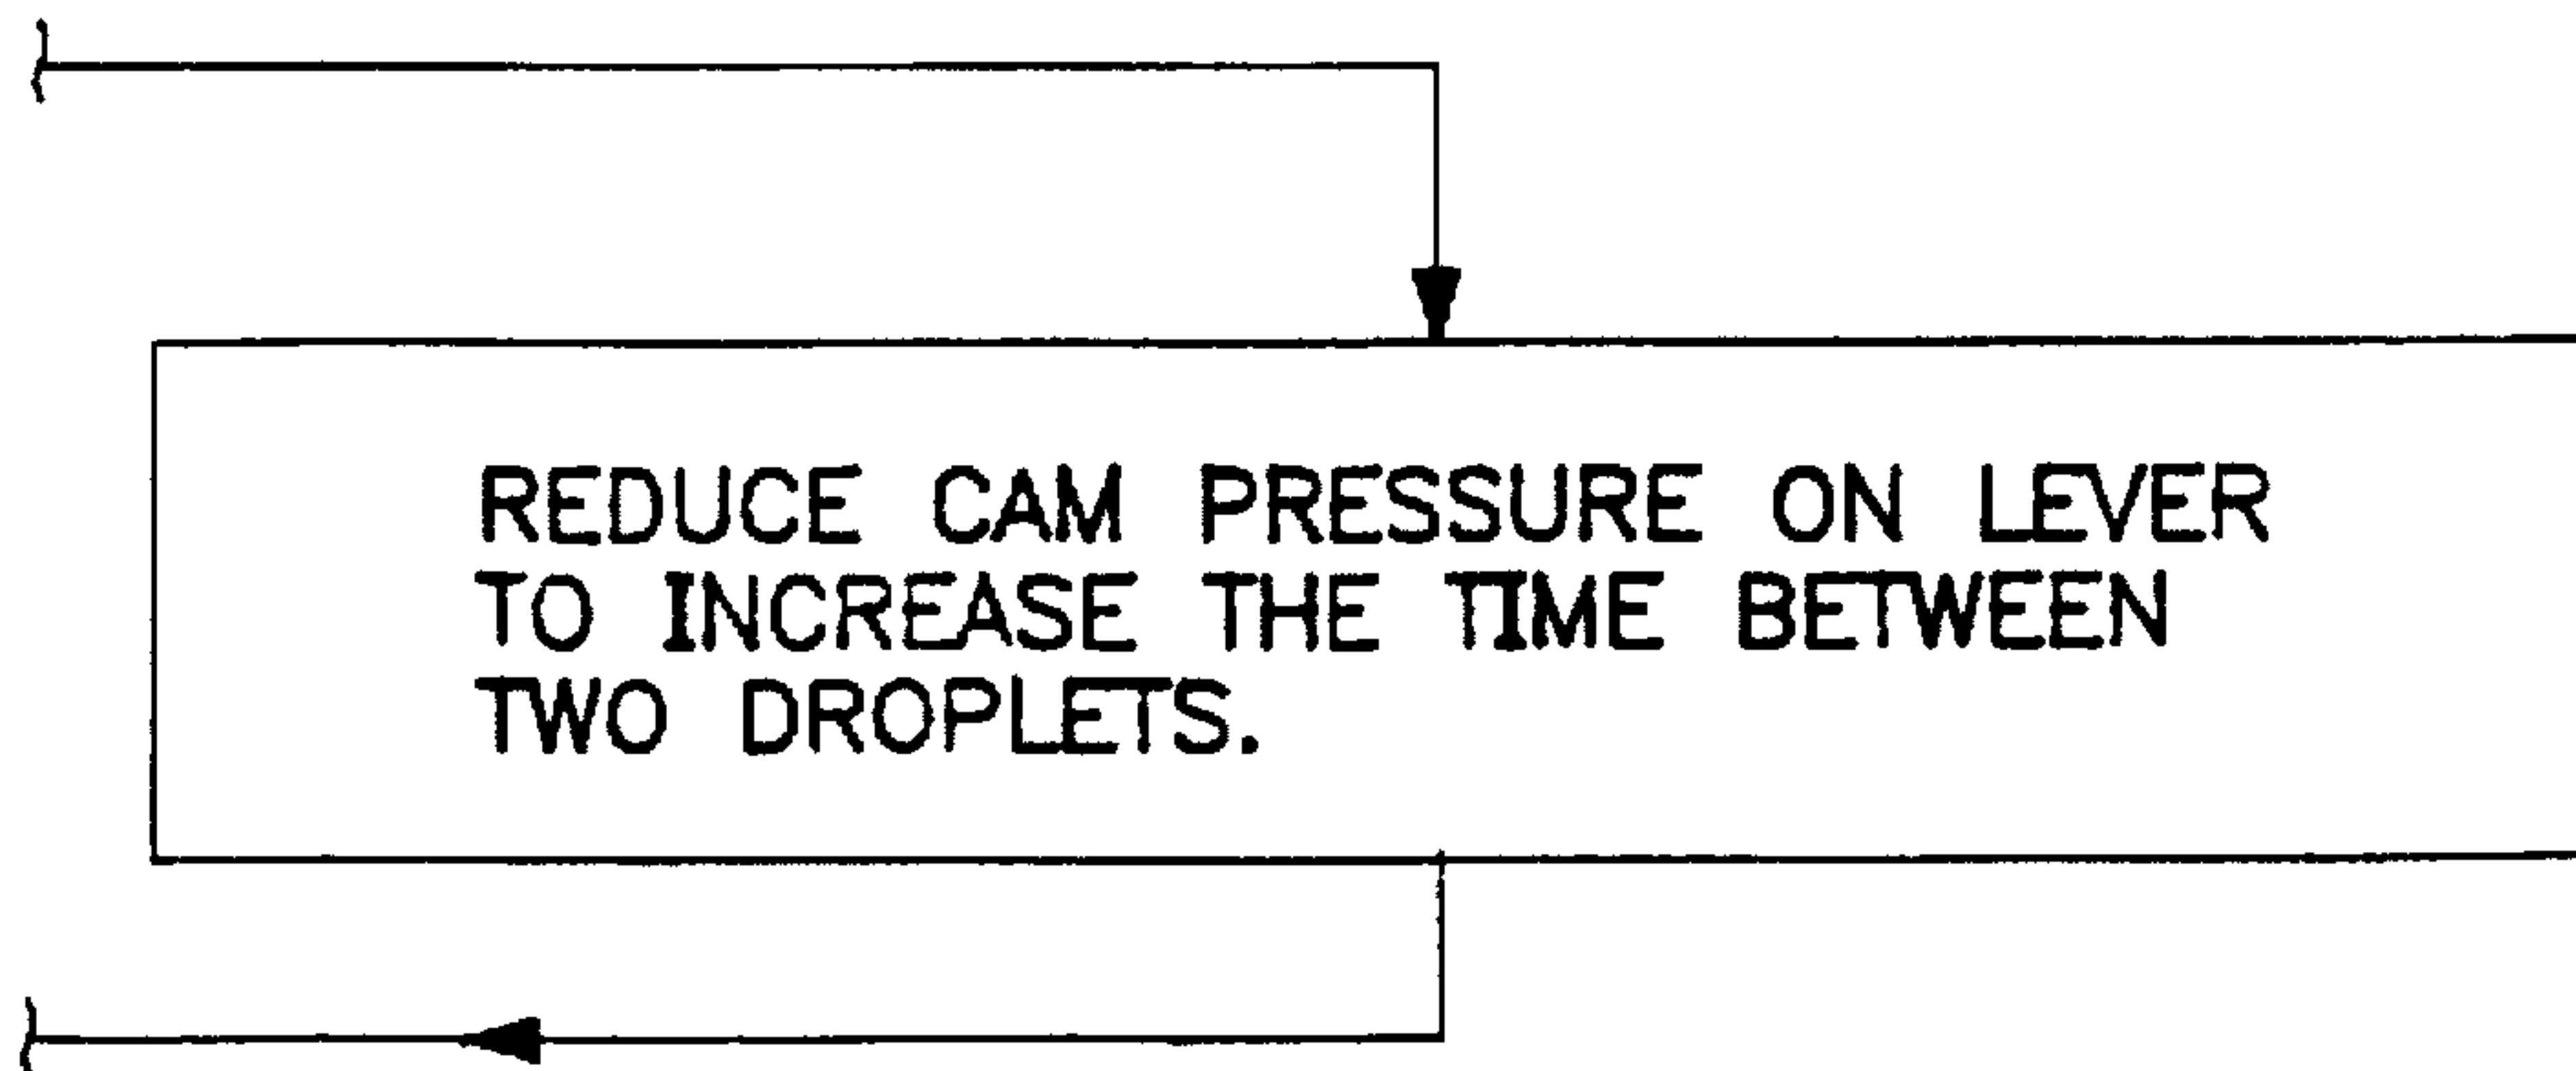 REDUCE CAM PRESSURE ON LEVER
TO INCREASE THE TIME BETWEEN
TWO DROPLETS.